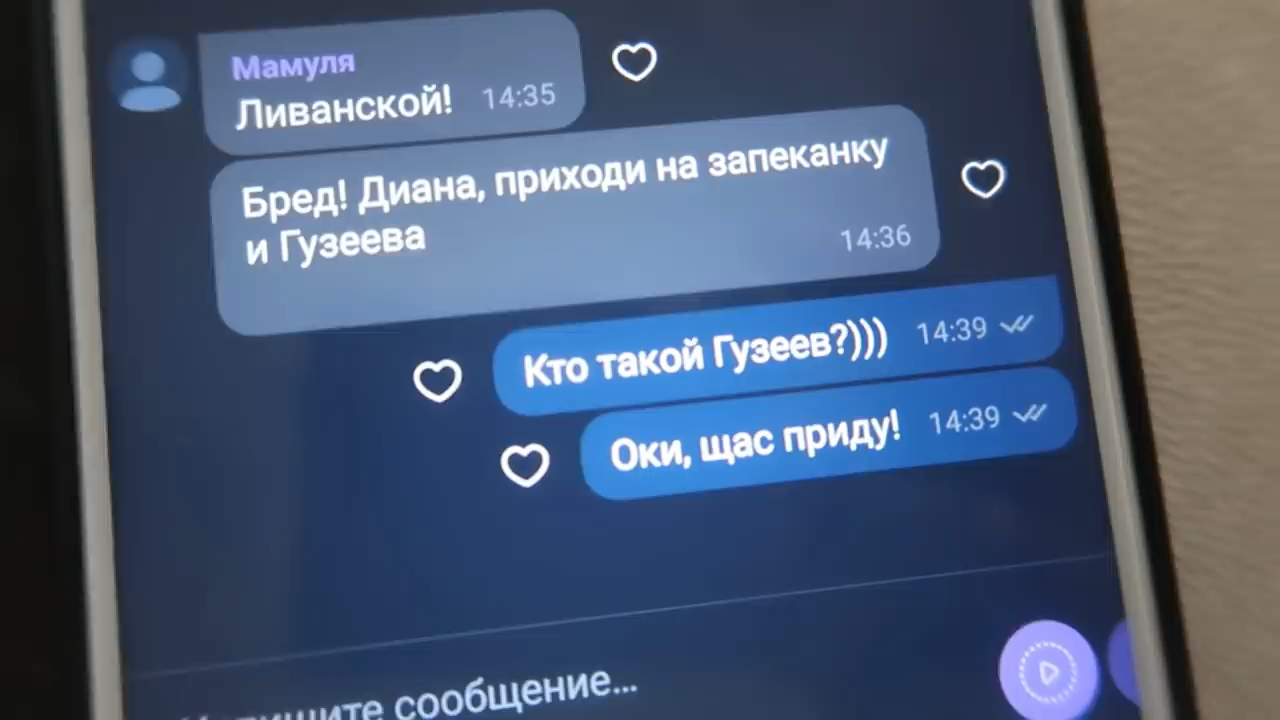 Мамуля
Ливанской! 14:35
Бред! Диана, приходи на запеканку
и Гузеева 14:36
Кто такой Гузеев?))) 14:39
Оки, щас приду! 14:39
сообщение...